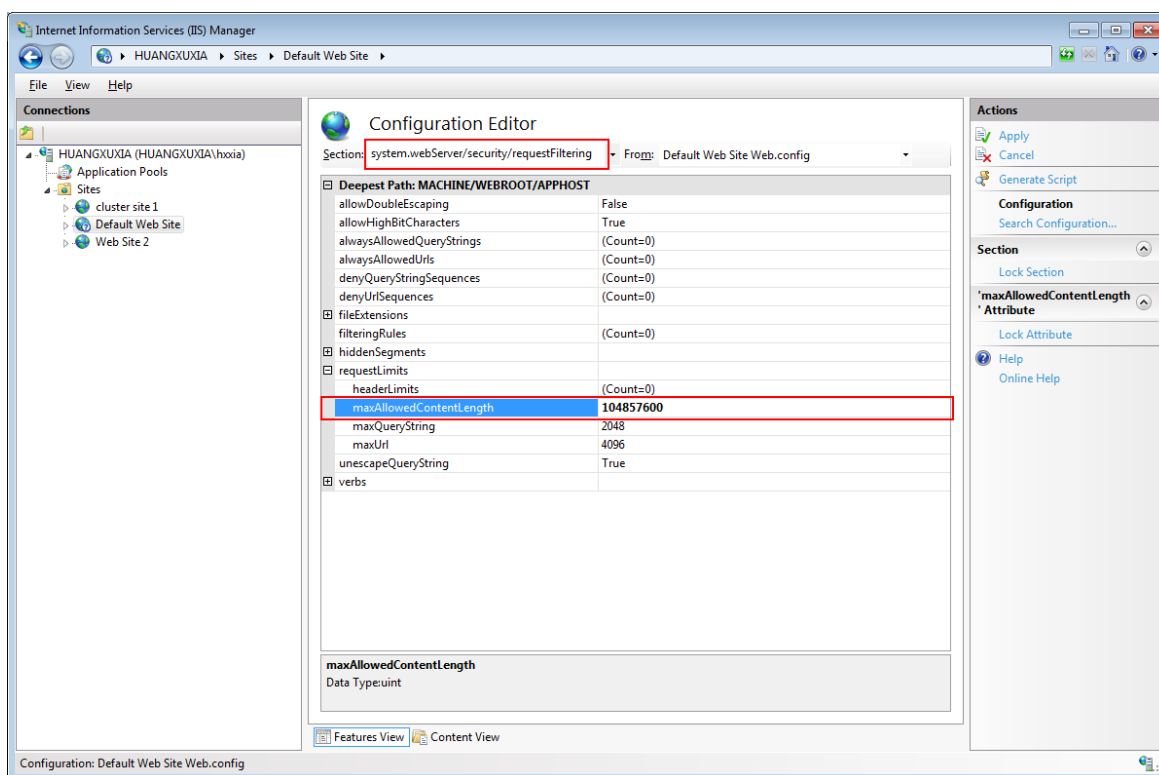 Internet Information Services (IIS) Manager
HUANGXUXIA Sites Default Web Site
File View Help
Connections
HUANGXUXIA (HUANGXUXIA\hxxia)
Application Pools
Sites
cluster site 1
Default Web Site
Web Site 2
Configuration Editor
Section: system.webServer/security/requestFiltering From: Default Web Site Web.config
Deepest Path: MACHINE/WEBROOT/APPHOST
allowDoubleEscaping False
allowHighBitCharacters True
alwaysAllowedQueryStrings (Count=0)
alwaysAllowedUrls (Count=0)
denyQueryStringSequences (Count=0)
denyUrlSequences (Count=0)
fileExtensions
filteringRules (Count=0)
hiddenSegments
requestLimits
headerLimits (Count=0)
maxAllowedContentLength 104857600
maxQueryString 2048
maxUrl 4096
unescapeQueryString True
verbs
maxAllowedContentLength
Data Type:uint
Features View Content View
Actions
Apply
Cancel
Generate Script
Configuration
Search Configuration...
Section
Lock Section
'maxAllowedContentLength
' Attribute
Lock Attribute
Help
Online Help
Configuration: Default Web Site Web.config